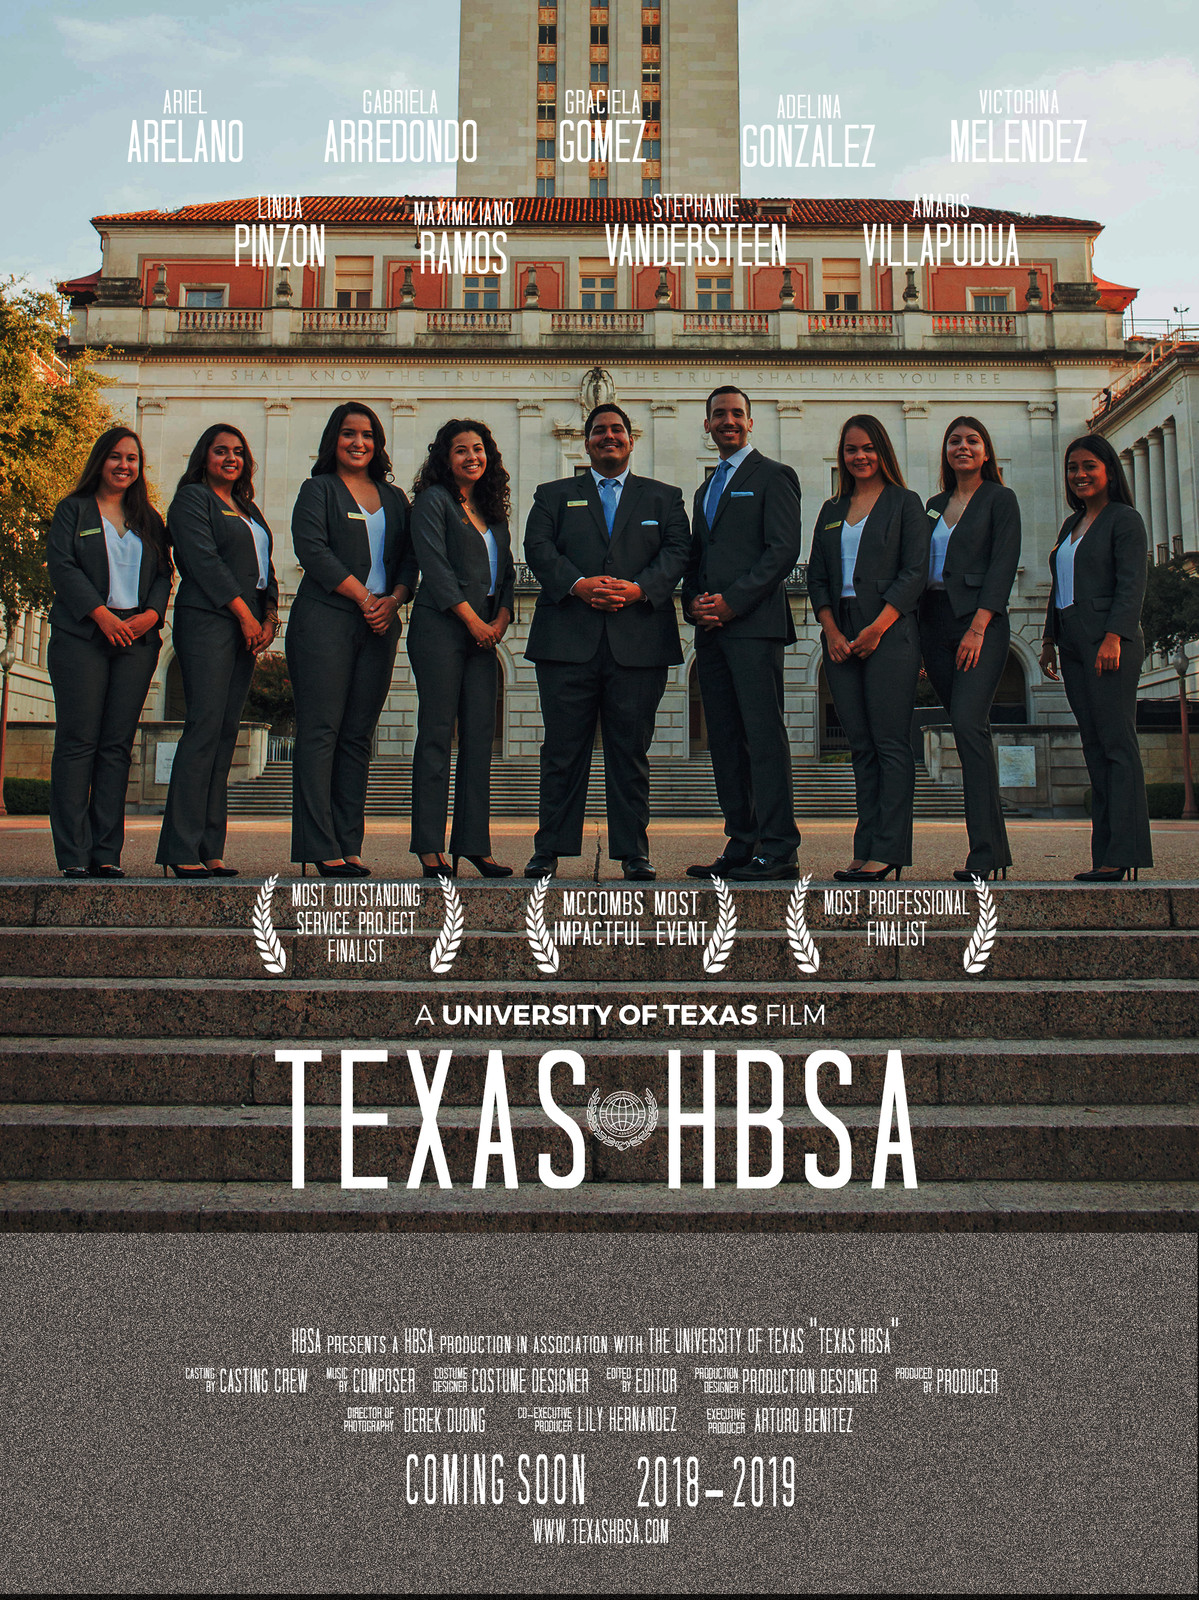 ARIEL GABRIELA GRACIELA ADELINA VICTORINA
ARELANO ARREDONDO GOMEZ GONZALEZ MELENDEZ
LINDA MAXIMILIANO STEPHANIE AMARIS
PINZON RAMOS VANDERSTEEN VILLAPUDUA
YE SHALL KNOW THE TRUTH AND THE TRUTH SHALL MAKE YOU FREE
MOST OUTSTANDING
SERVICE PROJECT
FINALIST
MCCOMBS MOST
IMPACTFUL EVENT
MOST PROFESSIONAL
FINALIST
A UNIVERSITY OF TEXAS FILM
TEXAS HBSA
HBSA PRESENTS A HBSA PRODUCTION IN ASSOCIATION WITH THE UNIVERSITY OF TEXAS "TEXAS HBSA"
CASTING BY CASTING CREW MUSIC BY COMPOSER COSTUME DESIGNER COSTUME DESIGNER EDITED BY EDITOR PRODUCTION DESIGNER PRODUCTION DESIGNER PRODUCED BY PRODUCER
DIRECTOR OF PHOTOGRAPHY DEREK DUONG CO-EXECUTIVE PRODUCER LILY HERNANDEZ EXECUTIVE PRODUCER ARTURO BENITEZ
COMING SOON 2018-2019
WWW.TEXASHBSA.COM